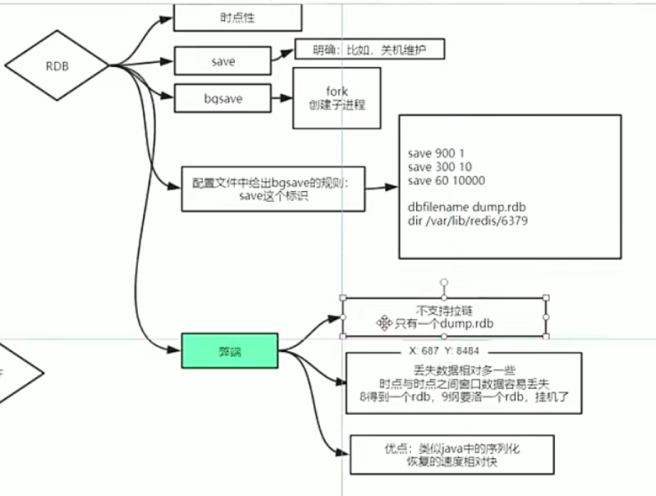 时点性
RDB
save
明确：比如，关机维护
bgsave
fork
创建子进程
配置文件中给出bgsave的规则：
save这个标识
save 900 1
save 300 10
save 60 10000
dbfilename dump.rdb
dir /var/lib/redis/6379
弊端
不支持拉链
只有一个dump.rdb
X: 687 Y: 8484
丢失数据相对多一些
时点与时点之间窗口数据容易丢失
8得到一个rdb，9纲要落一个rdb，挂机了
优点：类似java中的序列化
恢复的速度相对快